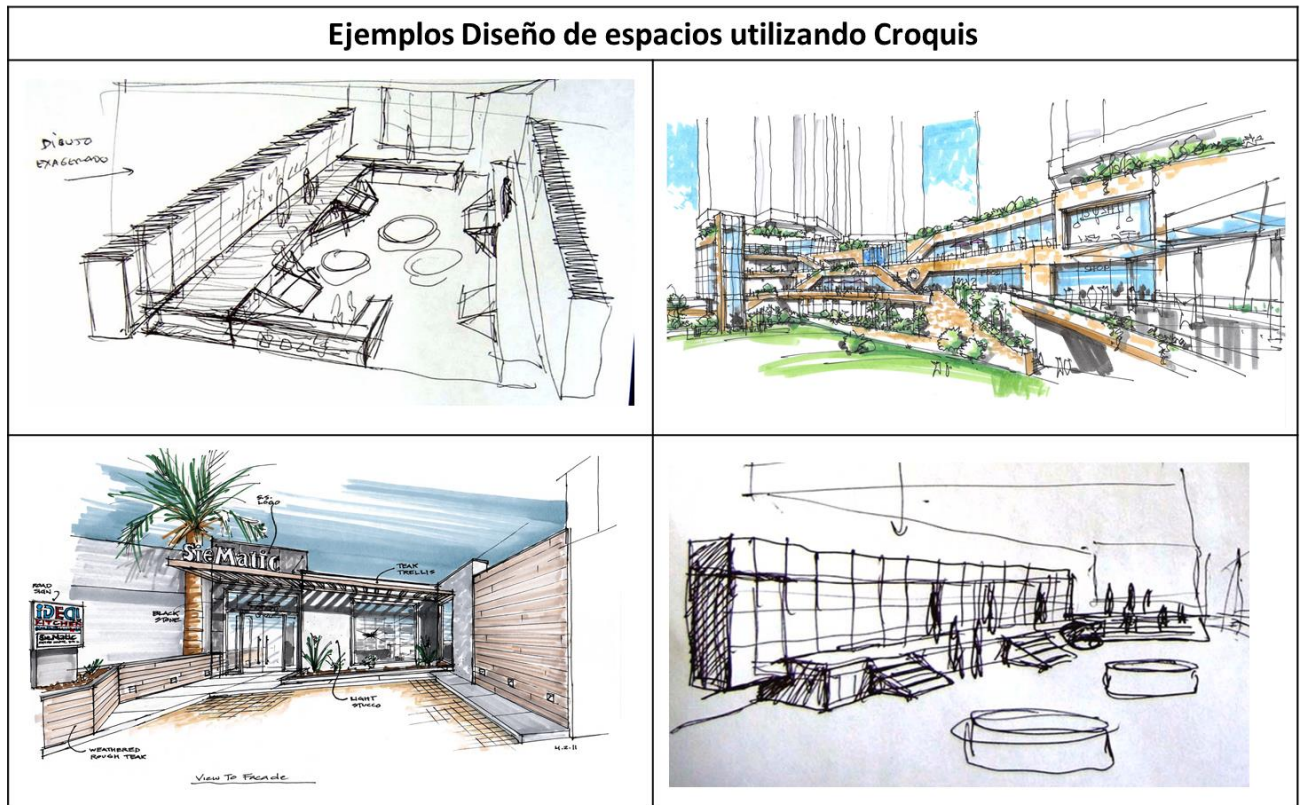 Ejemplos Diseño de espacios utilizando Croquis
DIBUJO
EXAGERADO
SHOP
S.S.
LOGO
SieMatic
TEAK
TRELLIS
ROAD
SIGN
IDEAL
KITCHEN
SieMatic
BLACK
STONE
LIGHT
STUCCO
WEATHERED
ROUGH TEAK
4.2.11
View To Facade